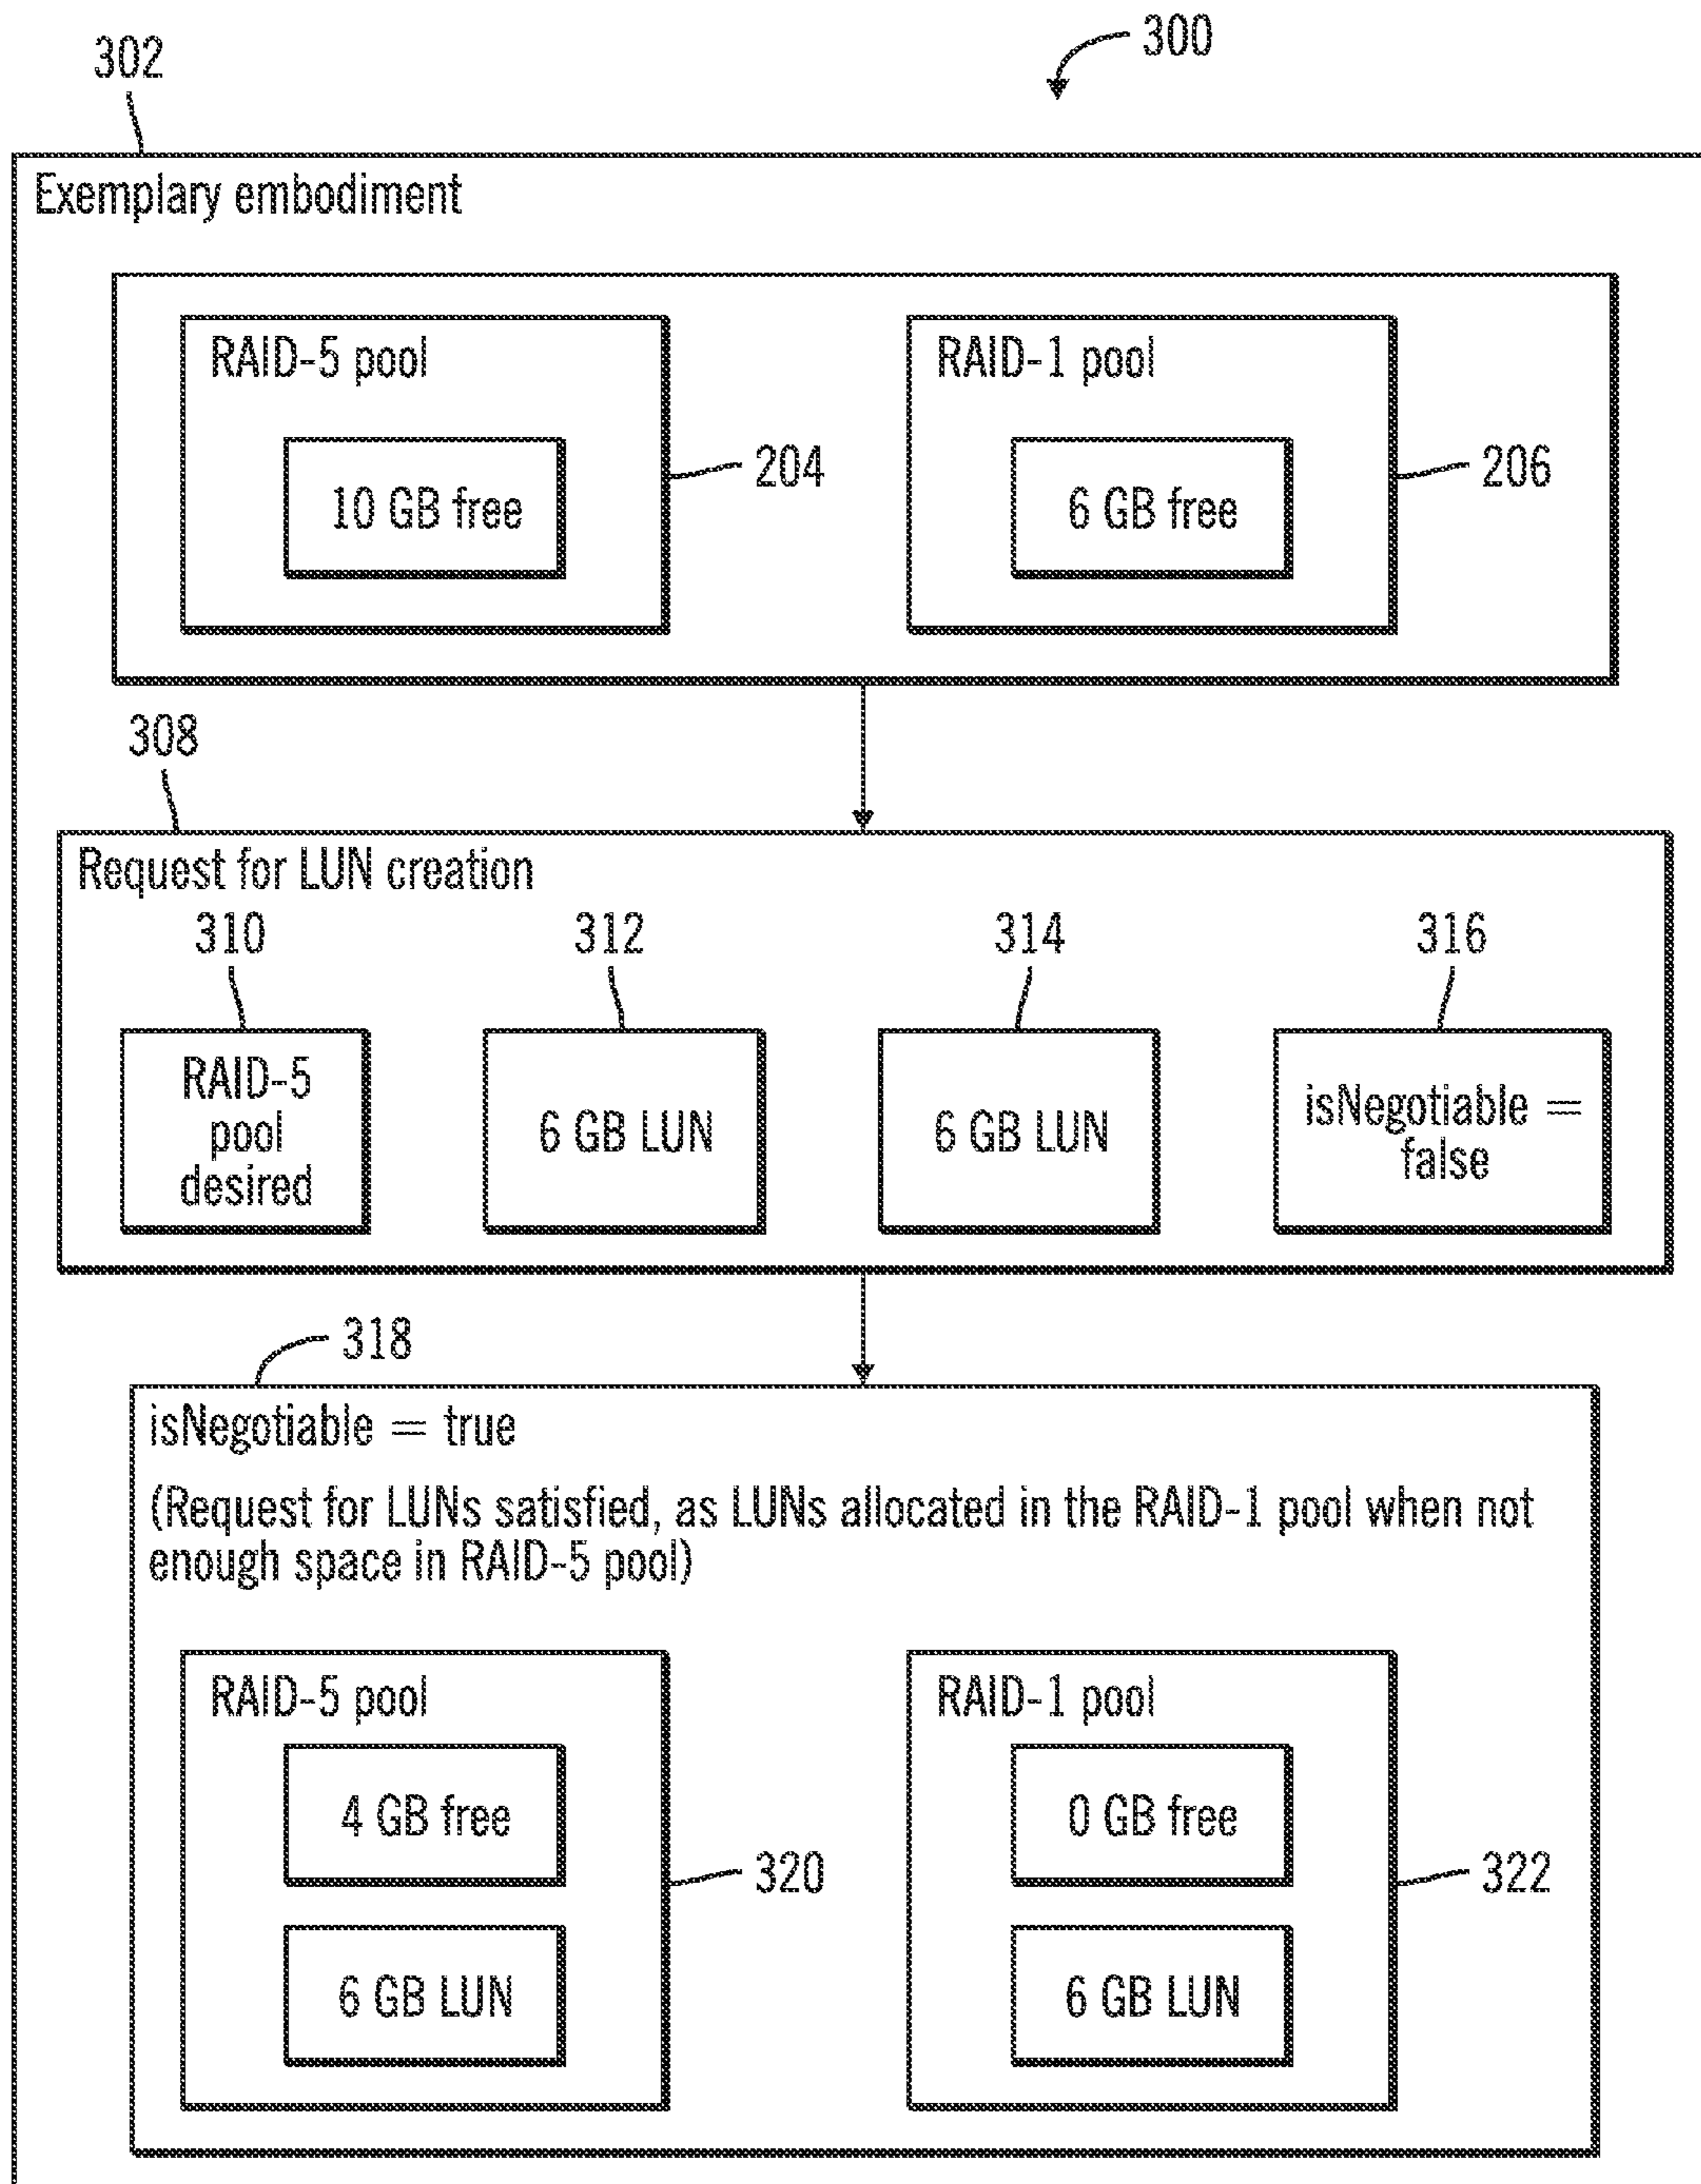 300
302
Exemplary embodiment
RAID-5 pool
RAID-1 pool
10 GB free
204
6 GB free
206
308
Request for LUN creation
310
312
314
316
RAID-5
pool
desired
6 GB LUN
6 GB LUN
isNegotiable =
false
318
isNegotiable = true
(Request for LUNs satisfied, as LUNs allocated in the RAID-1 pool when not
enough space in RAID-5 pool)
RAID-5 pool
RAID-1 pool
4 GB free
0 GB free
320
322
6 GB LUN
6 GB LUN